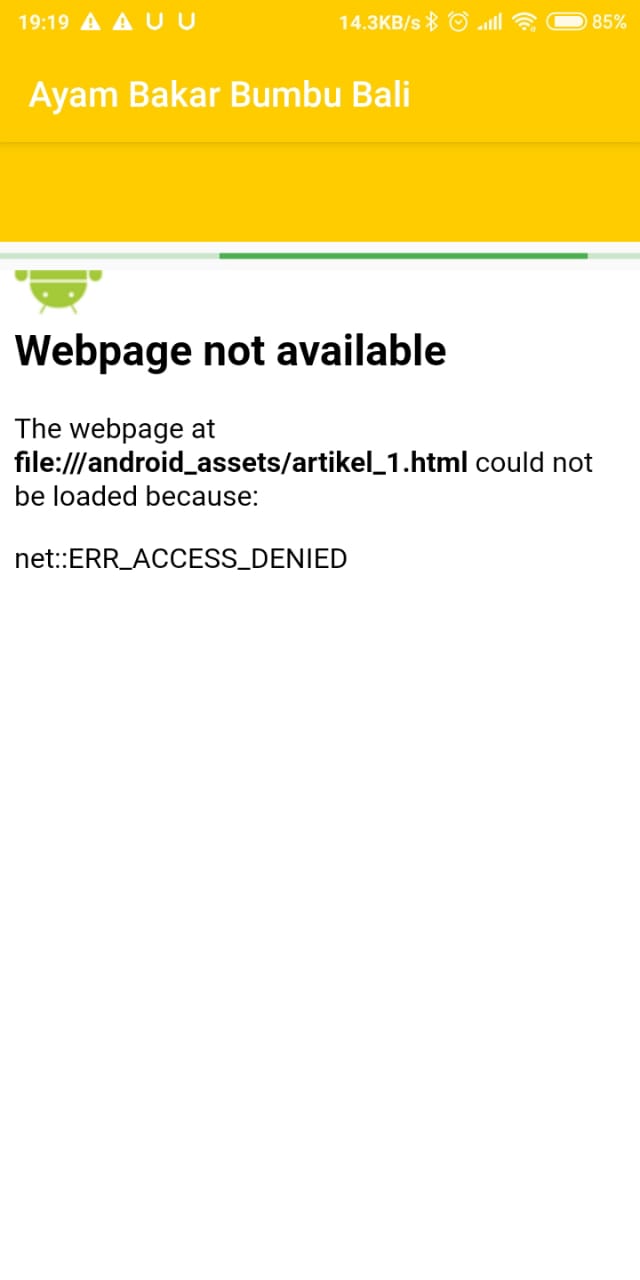 19:19 U U 14.3KB/s 85%
Ayam Bakar Bumbu Bali
Webpage not available
The webpage at
file:///android_assets/artikel_1.html could not
be loaded because:
net::ERR_ACCESS_DENIED